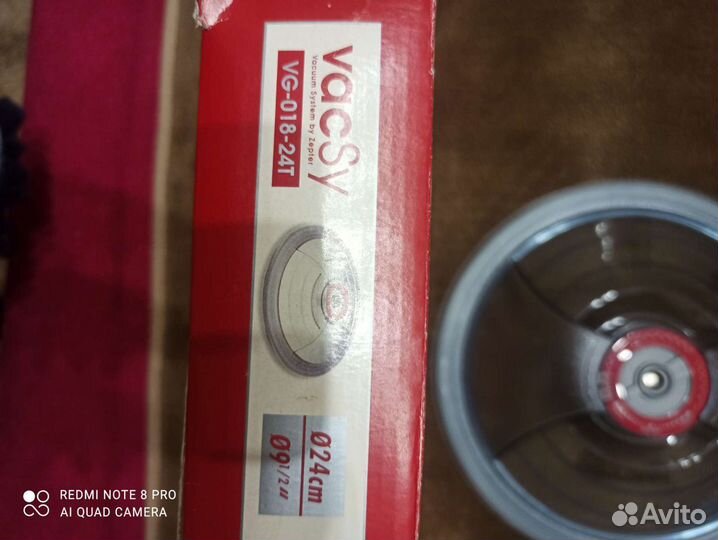 vacSy
Vacuum System by Zepter
VG-018-24T
Ø24cm
Ø9 1/2 "
REDMI NOTE 8 PRO
AI QUAD CAMERA
Avito